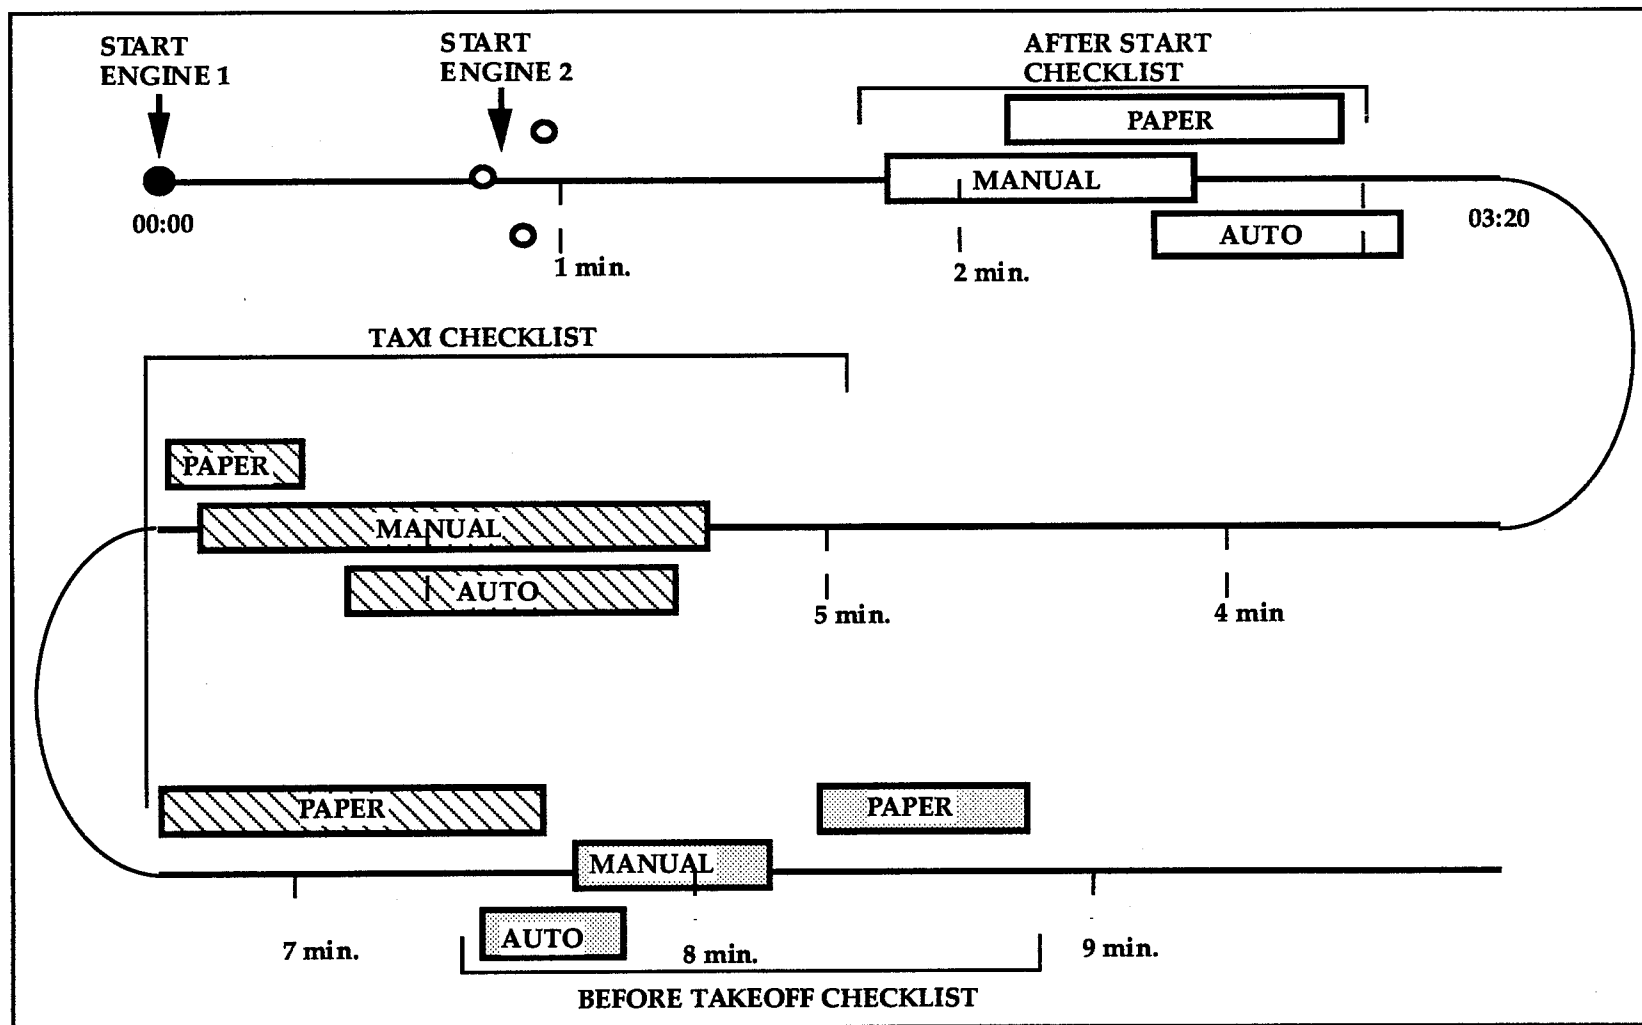 START
ENGINE 1
START
ENGINE 2
AFTER START
CHECKLIST
PAPER
MANUAL
00:00
03:20
AUTO
1 min.
2 min.
TAXI CHECKLIST
PAPER
MANUAL
AUTO
5 min.
4 min
PAPER
PAPER
MANUAL
AUTO
7 min.
8 min.
9 min.
BEFORE TAKEOFF CHECKLIST